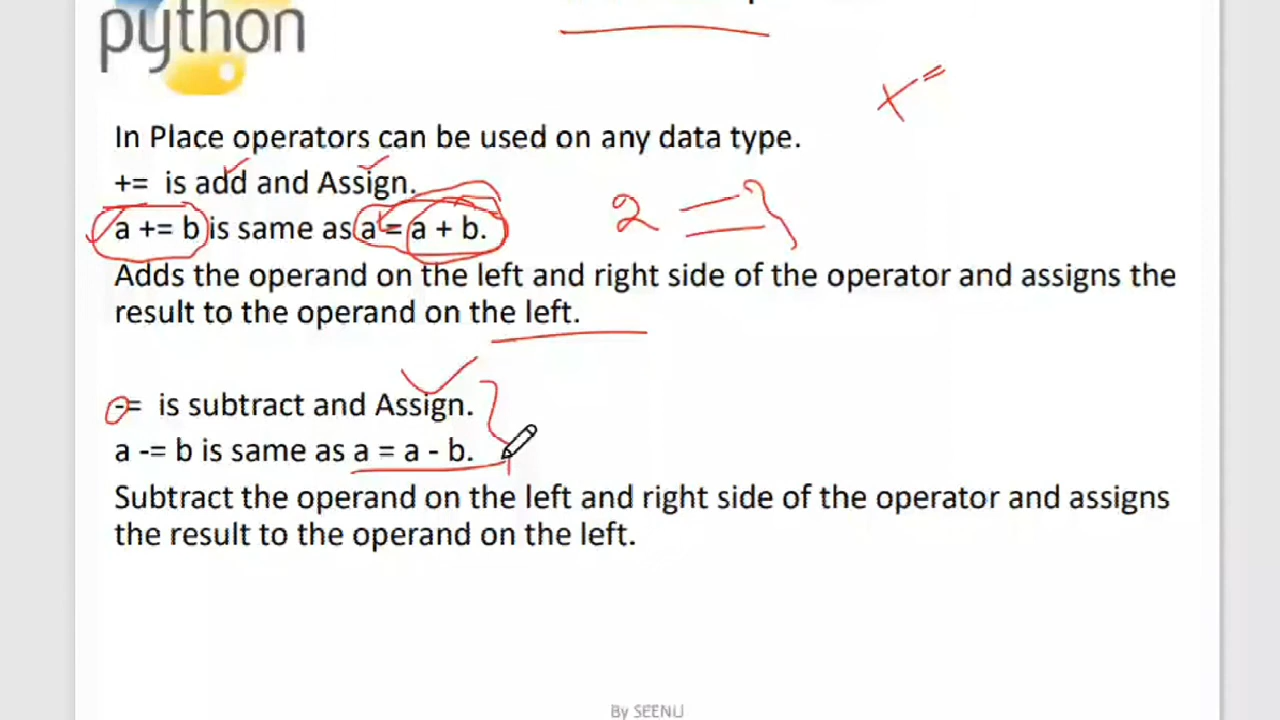 python
+=
In Place operators can be used on any data type.
+= is add and Assign.
a += b is same as a = a + b.
2 =
Adds the operand on the left and right side of the operator and assigns the
result to the operand on the left.
-= is subtract and Assign.
a -= b is same as a = a - b.
Subtract the operand on the left and right side of the operator and assigns
the result to the operand on the left.
By SEENU